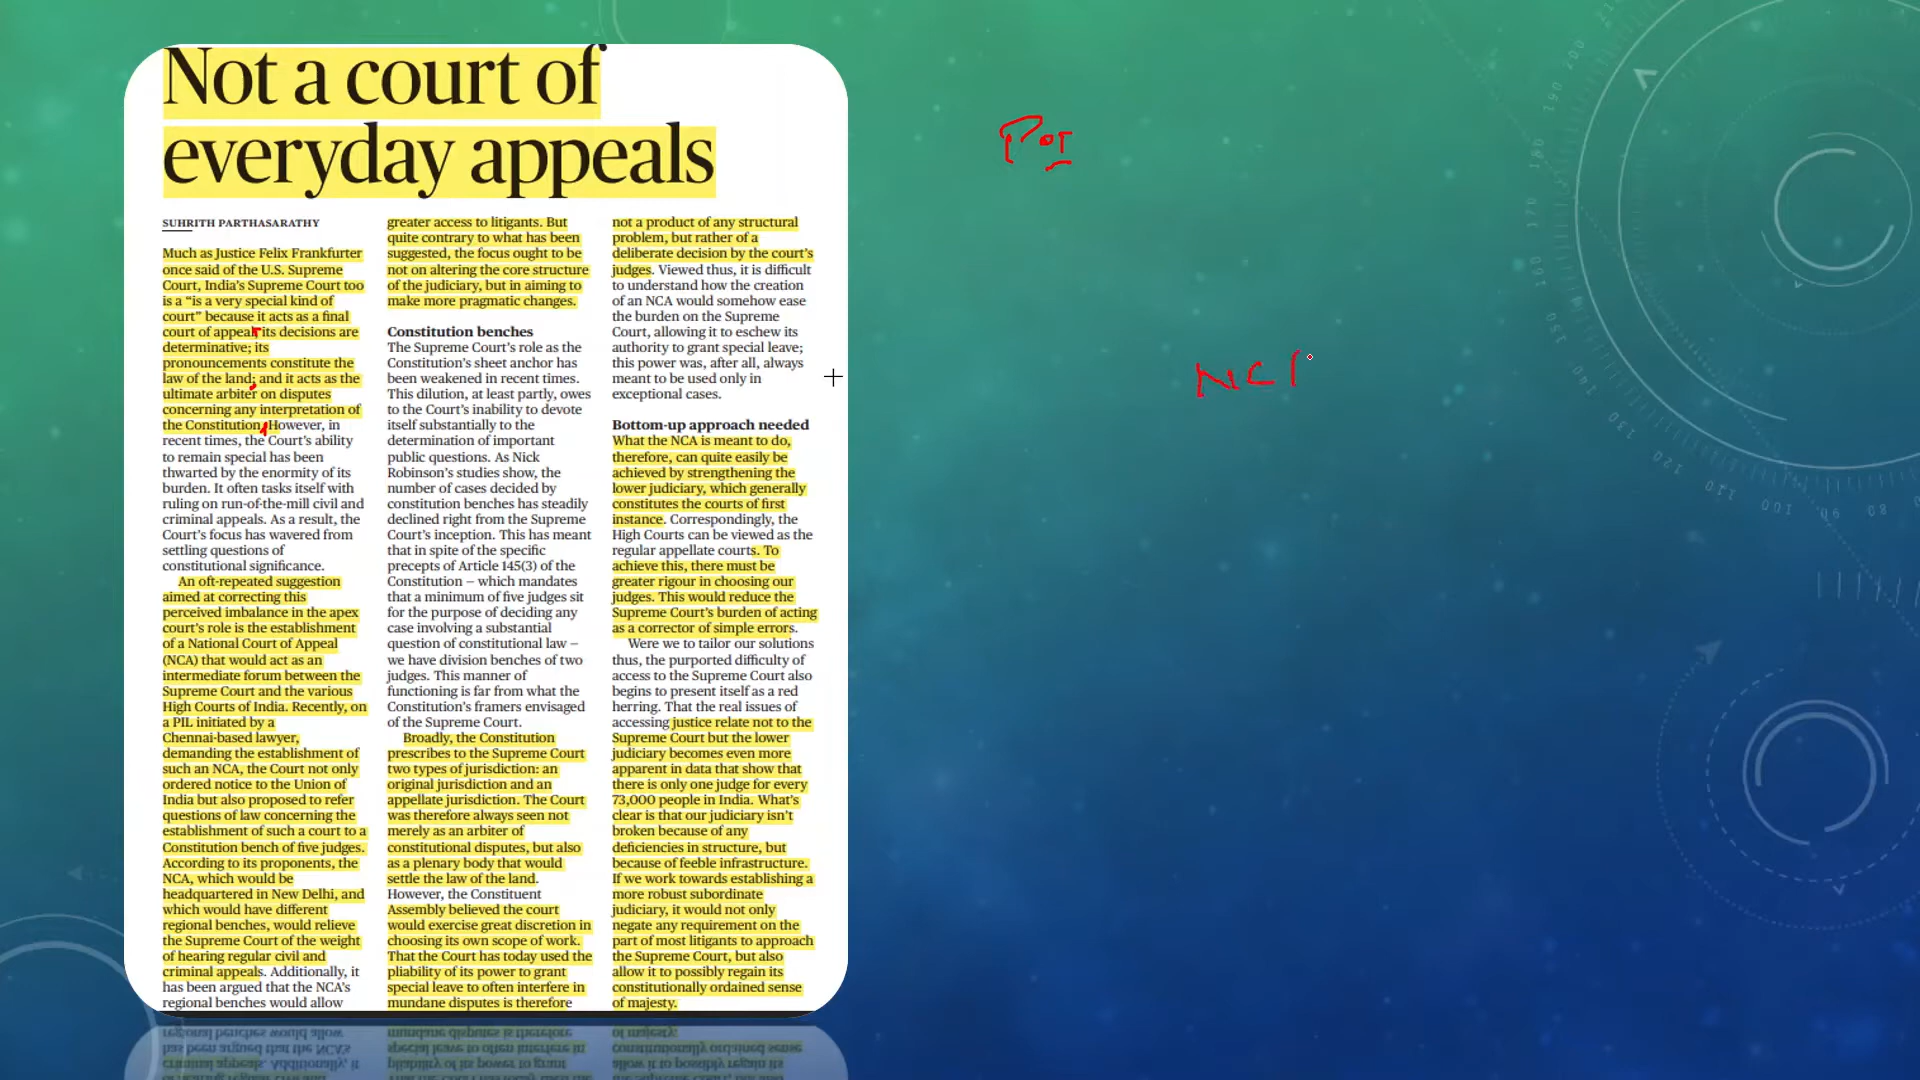 Not a court of
everyday appeals
SUHRITH PARTHASARATHY
Much as Justice Felix Frankfurter
once said of the U.S. Supreme
Court, India's Supreme Court too
is a “is a very special kind of
court” because it acts as a final
court of appeal; its decisions are
determinative; its
pronouncements constitute the
law of the land; and it acts as the
ultimate arbiter on disputes
concerning any interpretation of
the Constitution. However, in
recent times, the Court's ability
to remain special has been
thwarted by the enormity of its
burden. It often tasks itself with
ruling on run-of-the-mill civil and
criminal appeals. As a result, the
Court's focus has wavered from
settling questions of
constitutional significance.
An oft-repeated suggestion
aimed at correcting this
perceived imbalance in the apex
court's role is the establishment
of a National Court of Appeal
(NCA) that would act as an
intermediate forum between the
Supreme Court and the various
High Courts of India. Recently, on
a PIL initiated by a
Chennai-based lawyer,
demanding the establishment of
such an NCA, the Court not only
ordered notice to the Union of
India but also proposed to refer
questions of law concerning the
establishment of such a court to a
Constitution bench of five judges.
According to its proponents, the
NCA, which would be
headquartered in New Delhi, and
which would have different
regional benches, would relieve
the Supreme Court of the weight
of hearing regular civil and
criminal appeals. Additionally, it
has been argued that the NCA's
regional benches would allow
greater access to litigants. But
quite contrary to what has been
suggested, the focus ought to be
not on altering the core structure
of the judiciary, but in aiming to
make more pragmatic changes.
Constitution benches
The Supreme Court's role as the
Constitution's sheet anchor has
been weakened in recent times.
This dilution, at least partly, owes
to the Court's inability to devote
itself substantially to the
determination of important
public questions. As Nick
Robinson's studies show, the
number of cases decided by
constitution benches has steadily
declined right from the Supreme
Court's inception. This has meant
that in spite of the specific
precepts of Article 145(3) of the
Constitution — which mandates
that a minimum of five judges sit
for the purpose of deciding any
case involving a substantial
question of constitutional law —
we have division benches of two
judges. This manner of
functioning is far from what the
Constitution's framers envisaged
of the Supreme Court.
Broadly, the Constitution
prescribes to the Supreme Court
two types of jurisdiction: an
original jurisdiction and an
appellate jurisdiction. The Court
was therefore always seen not
merely as an arbiter of
constitutional disputes, but also
as a plenary body that would
settle the law of the land.
However, the Constituent
Assembly believed the court
would exercise great discretion in
choosing its own scope of work.
That the Court has today used the
pliability of its power to grant
special leave to often interfere in
mundane disputes is therefore
not a product of any structural
problem, but rather of a
deliberate decision by the court's
judges. Viewed thus, it is difficult
to understand how the creation
of an NCA would somehow ease
the burden on the Supreme
Court, allowing it to eschew its
authority to grant special leave;
this power was, after all, always
meant to be used only in
exceptional cases.
Bottom-up approach needed
What the NCA is meant to do,
therefore, can quite easily be
achieved by strengthening the
lower judiciary, which generally
constitutes the courts of first
instance. Correspondingly, the
High Courts can be viewed as the
regular appellate courts. To
achieve this, there must be
greater rigour in choosing our
judges. This would reduce the
Supreme Court's burden of acting
as a corrector of simple errors.
Were we to tailor our solutions
thus, the purported difficulty of
access to the Supreme Court also
begins to present itself as a red
herring. That the real issues of
accessing justice relate not to the
Supreme Court but the lower
judiciary becomes even more
apparent in data that show that
there is only one judge for every
73,000 people in India. What's
clear is that our judiciary isn't
broken because of any
deficiencies in structure, but
because of feeble infrastructure.
If we work towards establishing a
more robust subordinate
judiciary, it would not only
negate any requirement on the
part of most litigants to approach
the Supreme Court, but also
allow it to possibly regain its
constitutionally ordained sense
of majesty.
NC